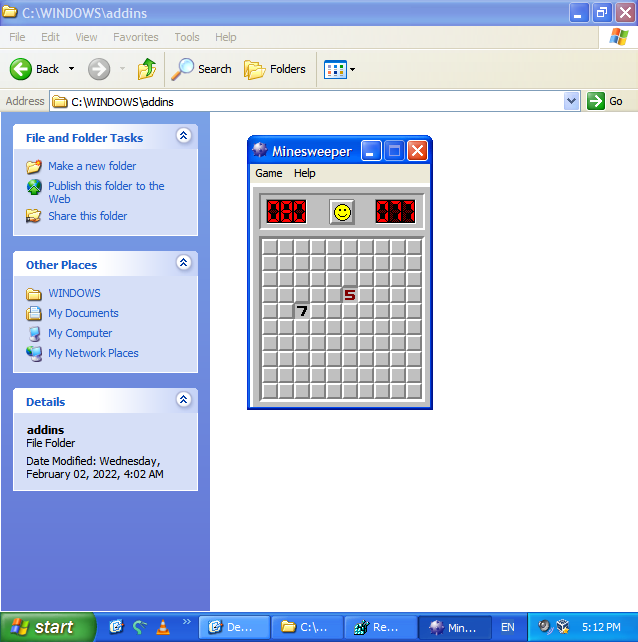 C:\WINDOWS\addins
File Edit View Favorites Tools Help
Back Search Folders
Address C:\WINDOWS\addins Go
File and Folder Tasks
Make a new folder
Publish this folder to the
Web
Share this folder
Other Places
WINDOWS
My Documents
My Computer
My Network Places
Details
addins
File Folder
Date Modified: Wednesday,
February 02, 2022, 4:02 AM
Minesweeper
Game Help
080 077
5
7
start De... C:\... Re... Min... EN 5:12 PM